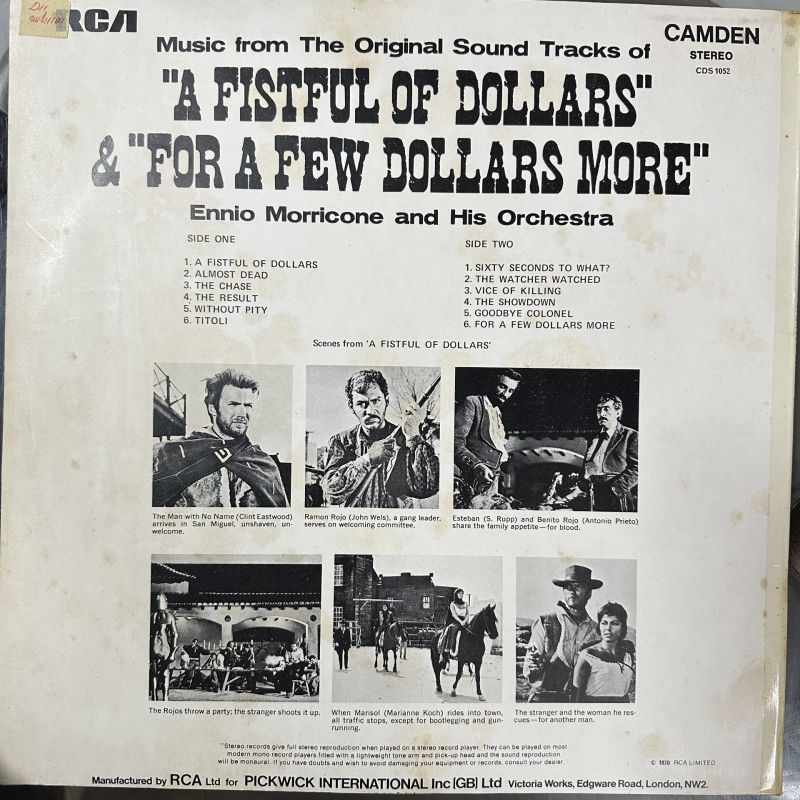 RCA
CAMDEN
STEREO
CDS 1052
Music from The Original Sound Tracks of
"A FISTFUL OF DOLLARS"
& "FOR A FEW DOLLARS MORE"
Ennio Morricone and His Orchestra
SIDE ONE
1. A FISTFUL OF DOLLARS
2. ALMOST DEAD
3. THE CHASE
4. THE RESULT
5. WITHOUT PITY
6. TITOLI
SIDE TWO
1. SIXTY SECONDS TO WHAT?
2. THE WATCHER WATCHED
3. VICE OF KILLING
4. THE SHOWDOWN
5. GOODBYE COLONEL
6. FOR A FEW DOLLARS MORE
Scenes from 'A FISTFUL OF DOLLARS'
The Man with No Name (Clint Eastwood)
arrives in San Miguel, unshaven, un-
welcome.
Ramon Rojo (John Wels), a gang leader,
serves on welcoming committee.
Esteban (S. Rupp) and Benito Rojo (Antonio Prieto)
share the family appetite—for blood.
The Rojos throw a party; the stranger shoots it up.
When Marisol (Marianne Koch) rides into town,
all traffic stops, except for bootlegging and gun-
running.
The stranger and the woman he res-
cues—for another man.
"Stereo records give full stereo reproduction when played on a stereo record player. They can be played on most
modern mono record players fitted with a lightweight tone arm and pick-up head and the sound reproduction
will be monaural. If you have doubts and wish to avoid damaging your equipment or records, consult your dealer."
© 1970 RCA LIMITED
Manufactured by RCA Ltd for PICKWICK INTERNATIONAL Inc (GB) Ltd Victoria Works, Edgware Road, London, NW2.